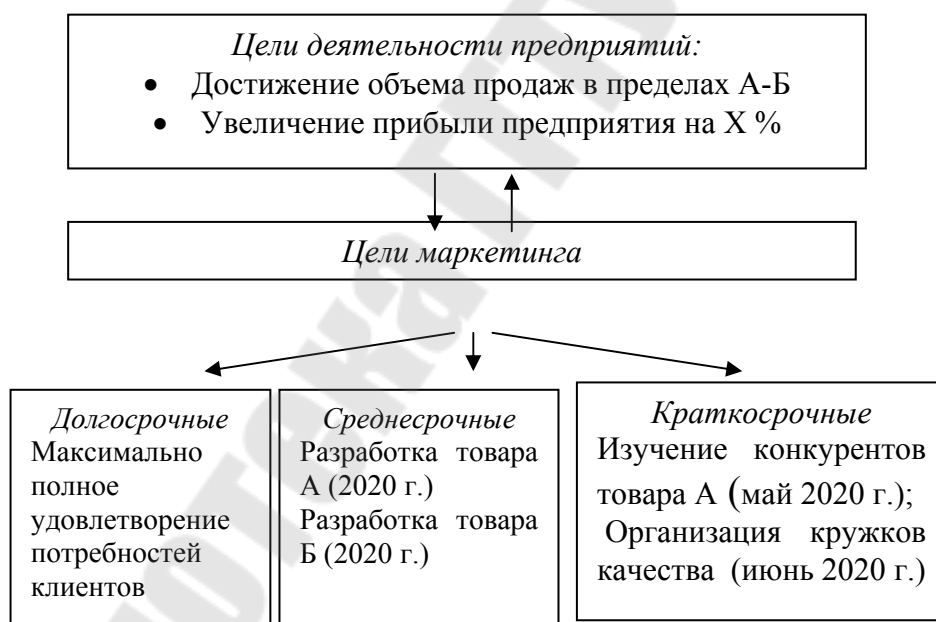 Цели деятельности предприятий:
• Достижение объема продаж в пределах А-Б
• Увеличение прибыли предприятия на X %
Цели маркетинга
Долгосрочные
Максимально
полное
удовлетворение
потребностей
клиентов
Среднесрочные
Разработка товара
А (2020 г.)
Разработка товара
Б (2020 г.)
Краткосрочные
Изучение конкурентов
товара А (май 2020 г.);
Организация кружков
качества (июнь 2020 г.)